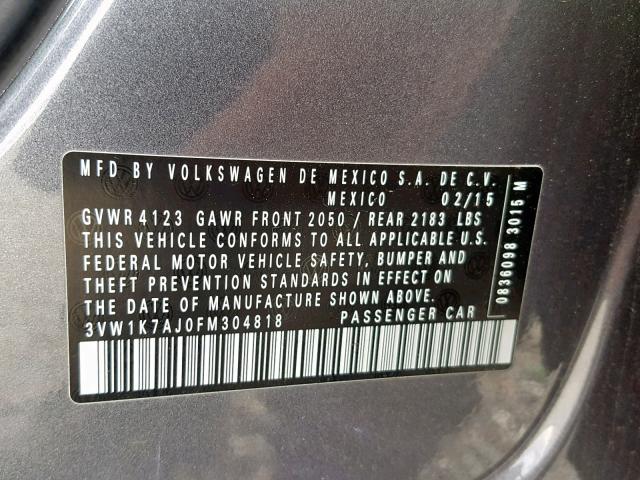 MFD BY VOLKSWAGEN DE MEXICO S.A. DE C.V.
MEXICO 02/15
GVWR 4123 GAWR FRONT 2050 / REAR 2183 LBS
THIS VEHICLE CONFORMS TO ALL APPLICABLE U.S.
FEDERAL MOTOR VEHICLE SAFETY, BUMPER AND
THEFT PREVENTION STANDARDS IN EFFECT ON
THE DATE OF MANUFACTURE SHOWN ABOVE.
3VW1K7AJ0FM304818 PASSENGER CAR
0836098 3015 M